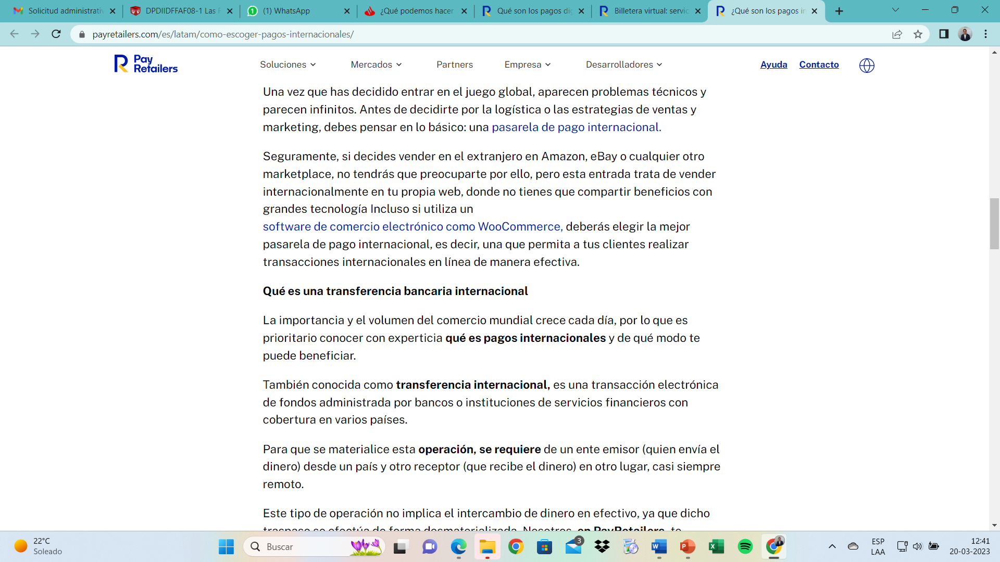 Solicitud administrativ
DPDIIDFFAF08-1 Las F
(1) WhatsApp
¿Qué podemos hacer
Qué son los pagos dig
Billetera virtual: servic
¿Qué son los pagos in
payretailers.com/es/latam/como-escoger-pagos-internacionales/
Pay
Retailers
Soluciones
Mercados
Partners
Empresa
Desarrolladores
Ayuda
Contacto
Una vez que has decidido entrar en el juego global, aparecen problemas técnicos y
parecen infinitos. Antes de decidirte por la logística o las estrategias de ventas y
marketing, debes pensar en lo básico: una pasarela de pago internacional.
Seguramente, si decides vender en el extranjero en Amazon, eBay o cualquier otro
marketplace, no tendrás que preocuparte por ello, pero esta entrada trata de vender
internacionalmente en tu propia web, donde no tienes que compartir beneficios con
grandes tecnología Incluso si utiliza un
software de comercio electrónico como WooCommerce, deberás elegir la mejor
pasarela de pago internacional, es decir, una que permita a tus clientes realizar
transacciones internacionales en línea de manera efectiva.
Qué es una transferencia bancaria internacional
La importancia y el volumen del comercio mundial crece cada día, por lo que es
prioritario conocer con experticia qué es pagos internacionales y de qué modo te
puede beneficiar.
También conocida como transferencia internacional, es una transacción electrónica
de fondos administrada por bancos o instituciones de servicios financieros con
cobertura en varios países.
Para que se materialice esta operación, se requiere de un ente emisor (quien envía el
dinero) desde un país y otro receptor (que recibe el dinero) en otro lugar, casi siempre
remoto.
Este tipo de operación no implica el intercambio de dinero en efectivo, ya que dicho
traspaso se efectúa de forma desmaterializada. Nosotros, en PayRetailers, te
22°C
Soleado
Buscar
3
ESP
LAA
12:41
20-03-2023